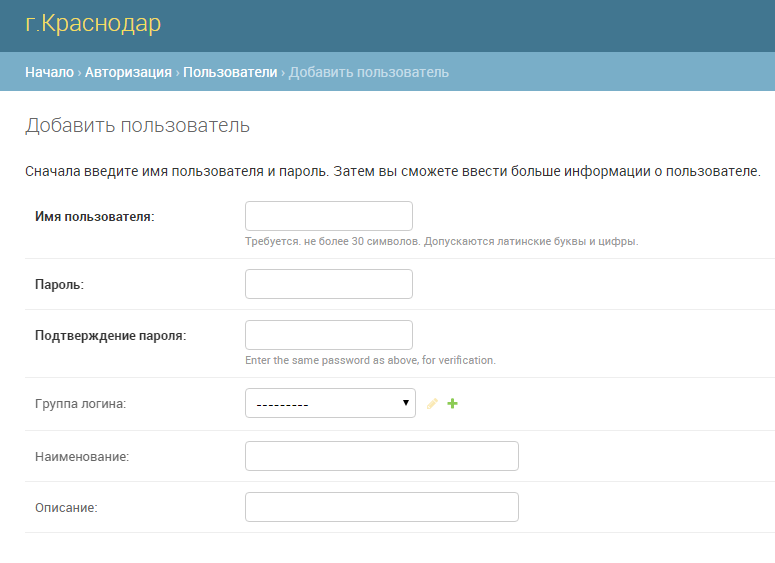 г.Краснодар
Начало › Авторизация › Пользователи › Добавить пользователь
Добавить пользователь
Сначала введите имя пользователя и пароль. Затем вы сможете ввести больше информации о пользователе.
Имя пользователя:
Требуется. не более 30 символов. Допускаются латинские буквы и цифры.
Пароль:
Подтверждение пароля:
Enter the same password as above, for verification.
Группа логина: ---------
Наименование:
Описание: